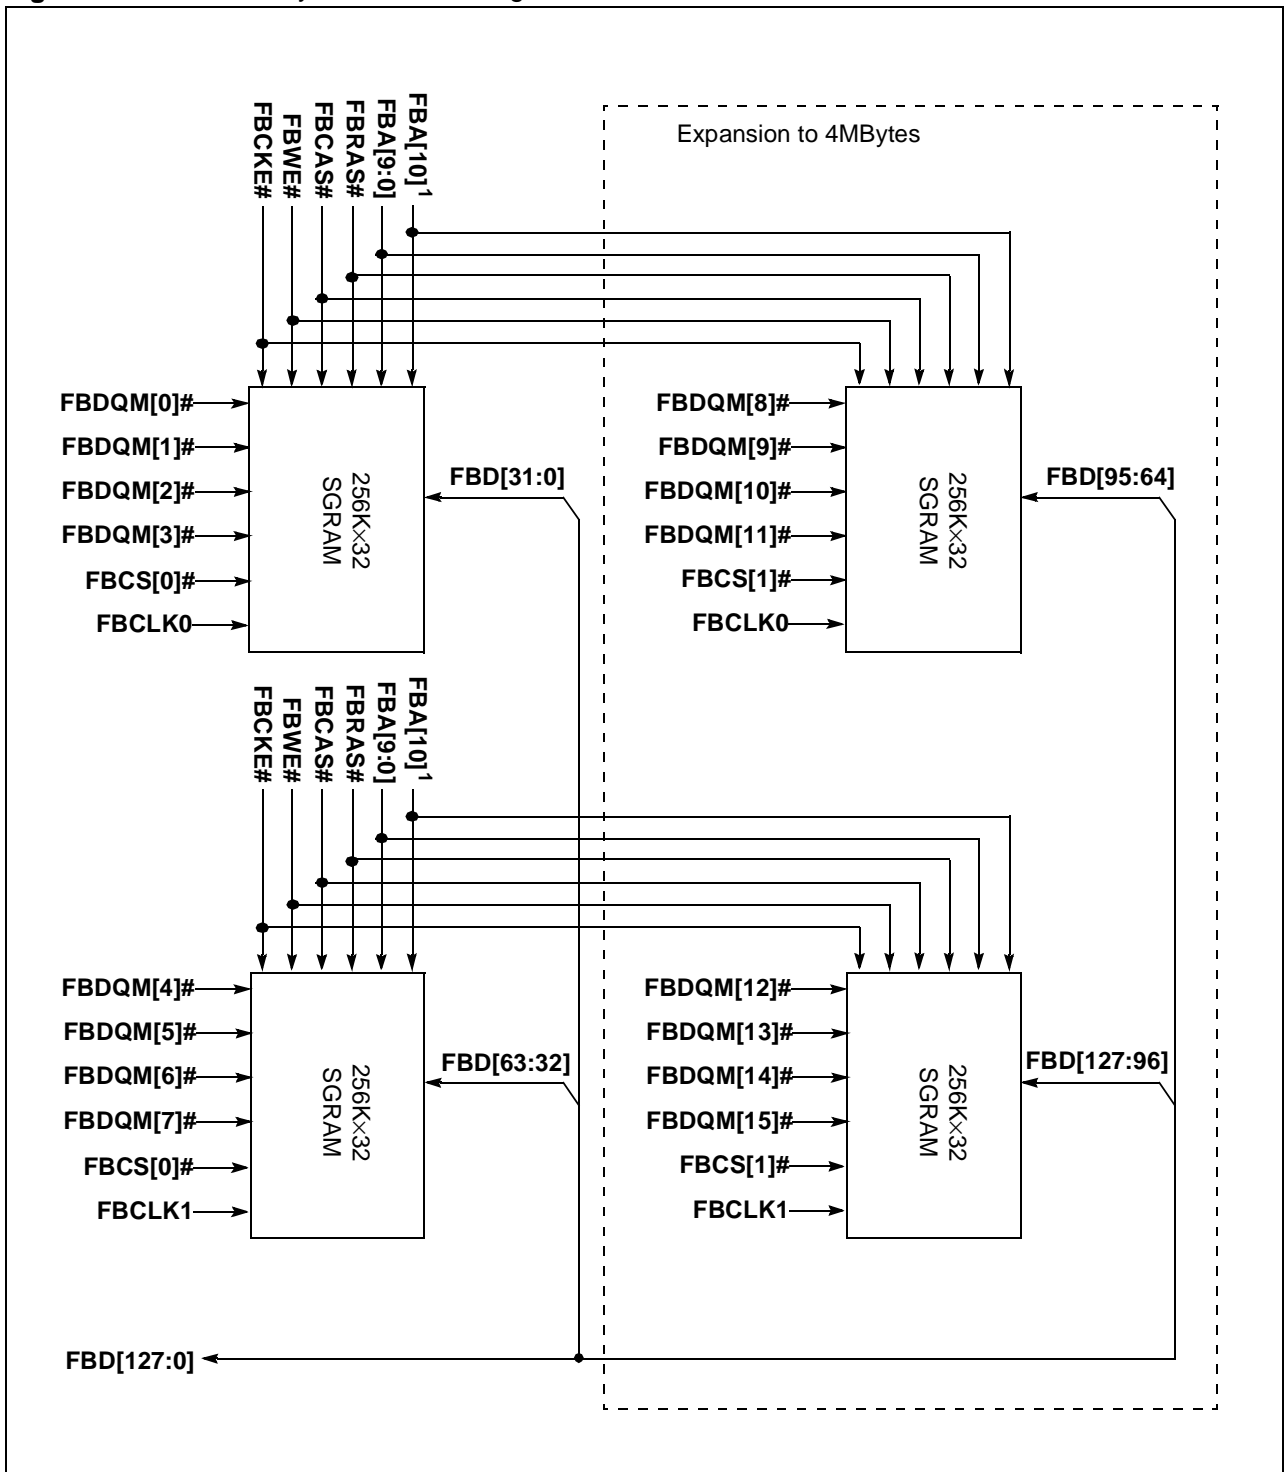 Expansion to 4MBytes
FBCKE#
FBWE#
FBCAS#
FBRAS#
FBA[9:0]
FBA[10]1
FBDQM[0]#
FBDQM[1]#
FBDQM[2]#
FBDQM[3]#
FBCS[0]#
FBCLK0
256K×32
SGRAM
FBD[31:0]
FBDQM[8]#
FBDQM[9]#
FBDQM[10]#
FBDQM[11]#
FBCS[1]#
FBCLK0
256K×32
SGRAM
FBD[95:64]
FBCKE#
FBWE#
FBCAS#
FBRAS#
FBA[9:0]
FBA[10]1
FBDQM[4]#
FBDQM[5]#
FBDQM[6]#
FBDQM[7]#
FBCS[0]#
FBCLK1
256K×32
SGRAM
FBD[63:32]
FBDQM[12]#
FBDQM[13]#
FBDQM[14]#
FBDQM[15]#
FBCS[1]#
FBCLK1
256K×32
SGRAM
FBD[127:96]
FBD[127:0]